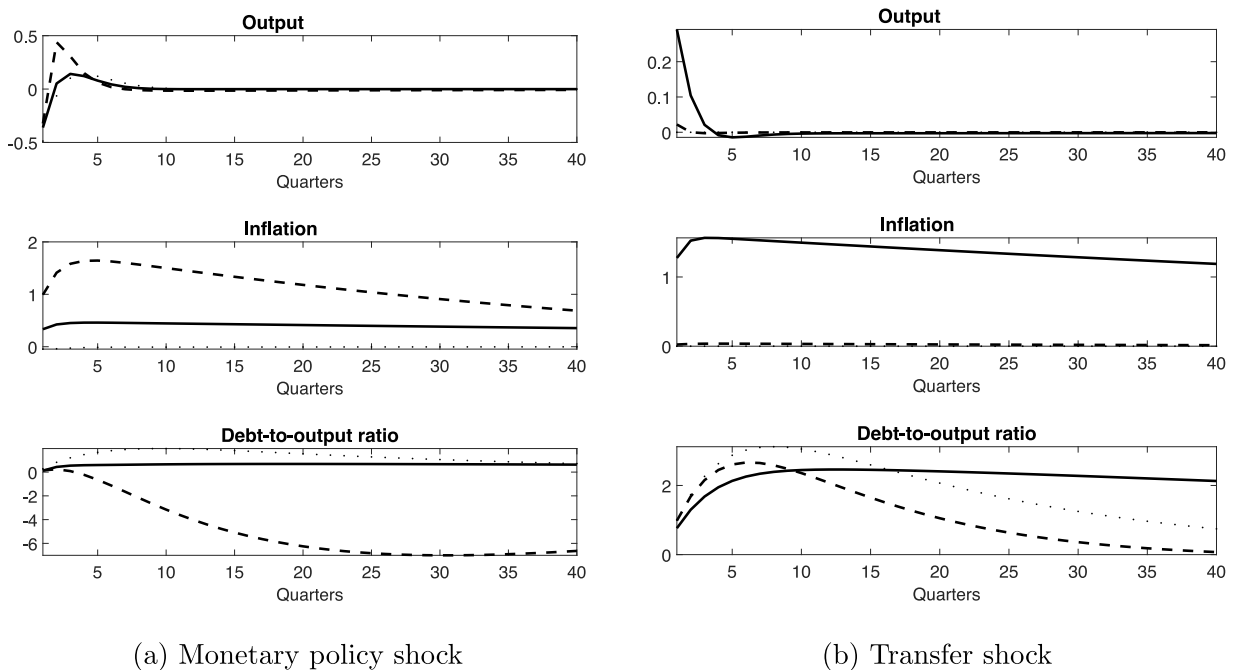 Output
0.5
0
-0.5
5 10 15 20 25 30 35 40
Quarters
Inflation
2
1
0
5 10 15 20 25 30 35 40
Quarters
Debt-to-output ratio
0
-2
-4
-6
5 10 15 20 25 30 35 40
Quarters
(a) Monetary policy shock
Output
0.2
0.1
0
5 10 15 20 25 30 35 40
Quarters
Inflation
1
0
5 10 15 20 25 30 35 40
Quarters
Debt-to-output ratio
2
0
5 10 15 20 25 30 35 40
Quarters
(b) Transfer shock